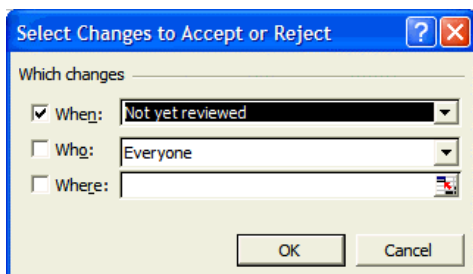 Select Changes to Accept or Reject ?
Which changes
When: Not yet reviewed
Who: Everyone
Where:
OK Cancel